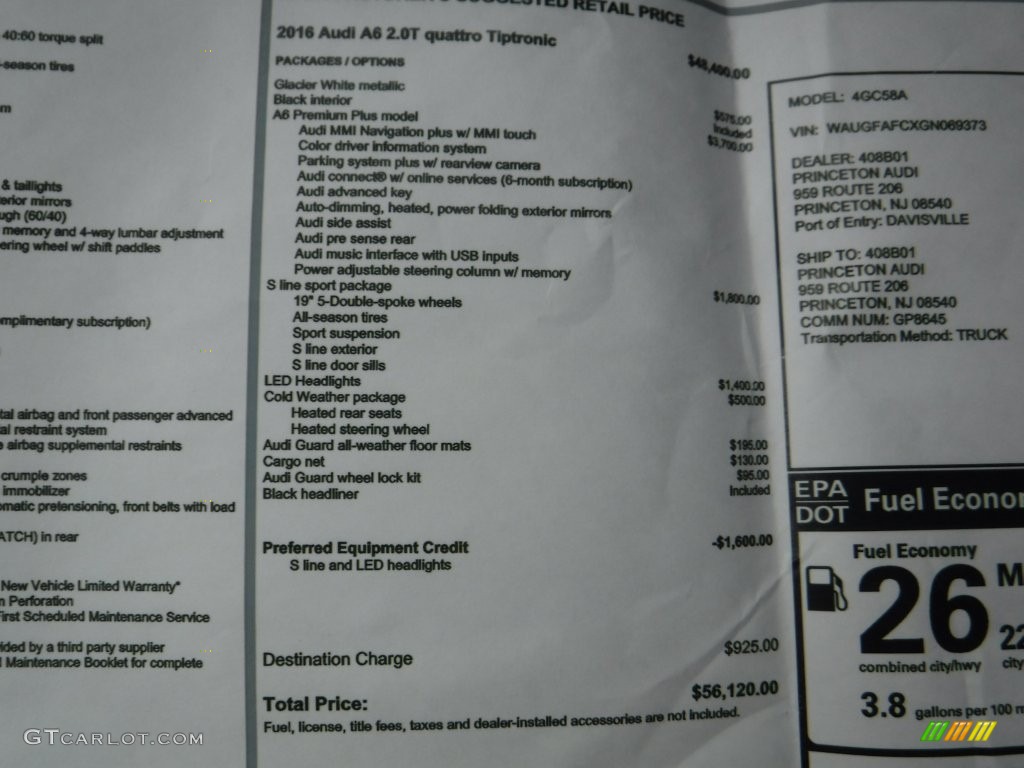 40:60 torque split
-season tires
m
& taillights
erior mirrors
ugh (60/40)
memory and 4-way lumbar adjustment
ering wheel w/ shift paddles
mplimentary subscription)
tal airbag and front passenger advanced
al restraint system
e airbag supplemental restraints
crumple zones
immobilizer
omatic pretensioning, front belts with load
ATCH) in rear
New Vehicle Limited Warranty*
n Perforation
First Scheduled Maintenance Service
vided by a third party supplier
Maintenance Booklet for complete
SUGGESTED RETAIL PRICE
2016 Audi A6 2.0T quattro Tiptronic $48,400.00
PACKAGES / OPTIONS
Glacier White metallic $575.00
Black interior Included
A6 Premium Plus model $3,700.00
Audi MMI Navigation plus w/ MMI touch
Color driver information system
Parking system plus w/ rearview camera
Audi connect® w/ online services (6-month subscription)
Audi advanced key
Auto-dimming, heated, power folding exterior mirrors
Audi side assist
Audi pre sense rear
Audi music interface with USB inputs
Power adjustable steering column w/ memory
S line sport package $1,800.00
19" 5-Double-spoke wheels
All-season tires
Sport suspension
S line exterior
S line door sills
LED Headlights $1,400.00
Cold Weather package $500.00
Heated rear seats
Heated steering wheel
Audi Guard all-weather floor mats $195.00
Cargo net $130.00
Audi Guard wheel lock kit $95.00
Black headliner Included
Preferred Equipment Credit -$1,600.00
S line and LED headlights
Destination Charge $925.00
Total Price: $56,120.00
Fuel, license, title fees, taxes and dealer-installed accessories are not included.
MODEL: 4GC58A
VIN: WAUGFAFCXGN069373
DEALER: 408B01
PRINCETON AUDI
959 ROUTE 206
PRINCETON, NJ 08540
Port of Entry: DAVISVILLE
SHIP TO: 408B01
PRINCETON AUDI
959 ROUTE 206
PRINCETON, NJ 08540
COMM NUM: GP8645
Transportation Method: TRUCK
EPA
DOT Fuel Econom
Fuel Economy
26 M
22
combined city/hwy city
3.8 gallons per 100 m
GTCARLOT.COM